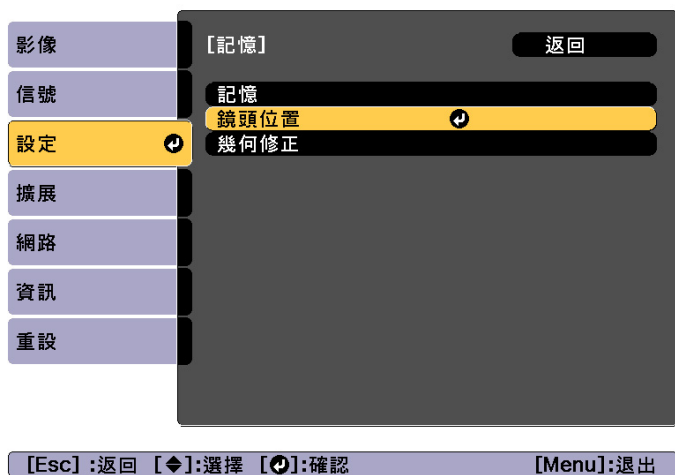 影像
信號
設定
擴展
網路
資訊
重設
[記憶] 返回
記憶
鏡頭位置
幾何修正
[Esc] :返回 [◆]:選擇 [↵]:確認 [Menu]:退出